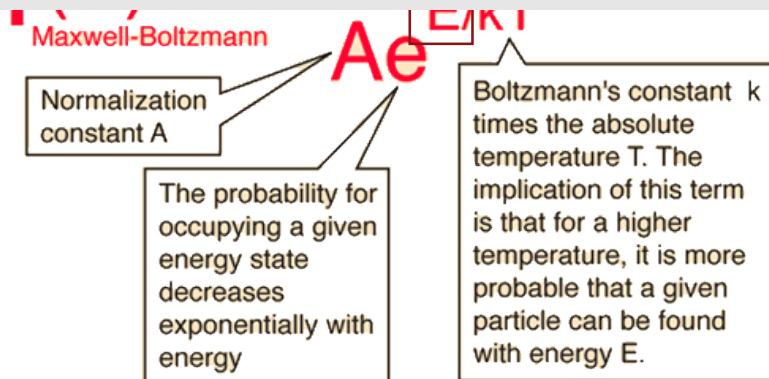 Maxwell-Boltzmann
Ae
E/kT
Normalization
constant A
The probability for
occupying a given
energy state
decreases
exponentially with
energy
Boltzmann's constant k
times the absolute
temperature T. The
implication of this term
is that for a higher
temperature, it is more
probable that a given
particle can be found
with energy E.